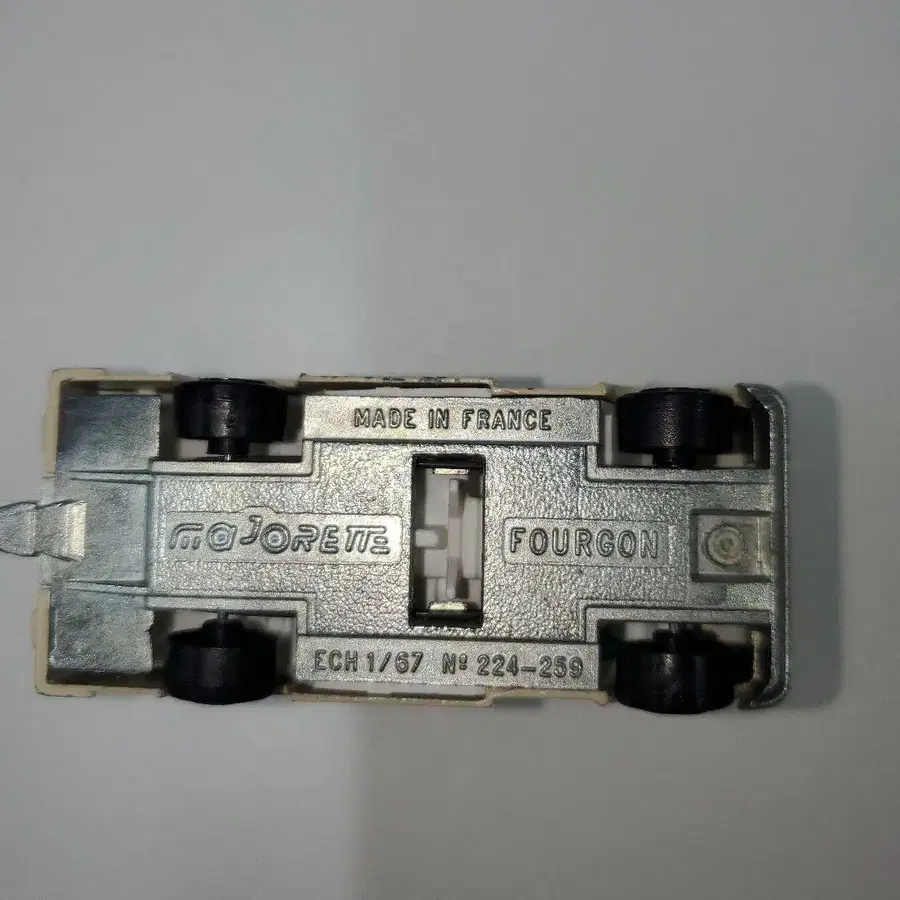 MADE IN FRANCE
majORETTE
FOURGON
ECH 1/67 Nº 224-259